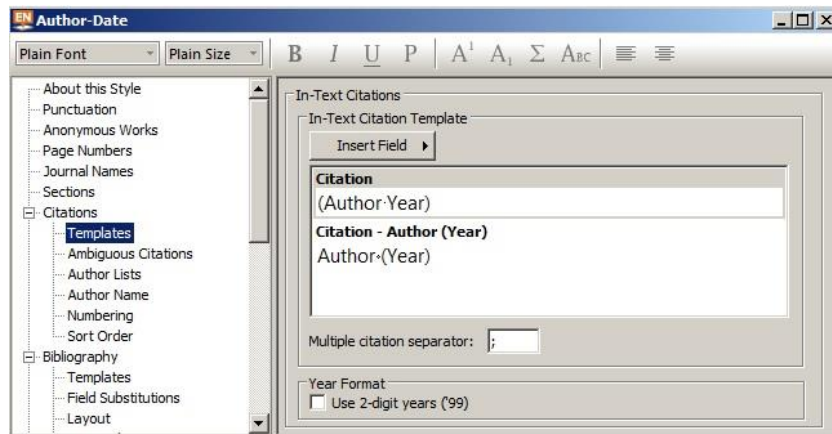 EN Author-Date
Plain Font Plain Size B I U P A¹ A₁ Σ ABC
About this Style
Punctuation
Anonymous Works
Page Numbers
Journal Names
Sections
Citations
Templates
Ambiguous Citations
Author Lists
Author Name
Numbering
Sort Order
Bibliography
Templates
Field Substitutions
Layout
In-Text Citations
In-Text Citation Template
Insert Field
Citation
(Author·Year)
Citation - Author (Year)
Author·(Year)
Multiple citation separator: ;
Year Format
Use 2-digit years ('99)